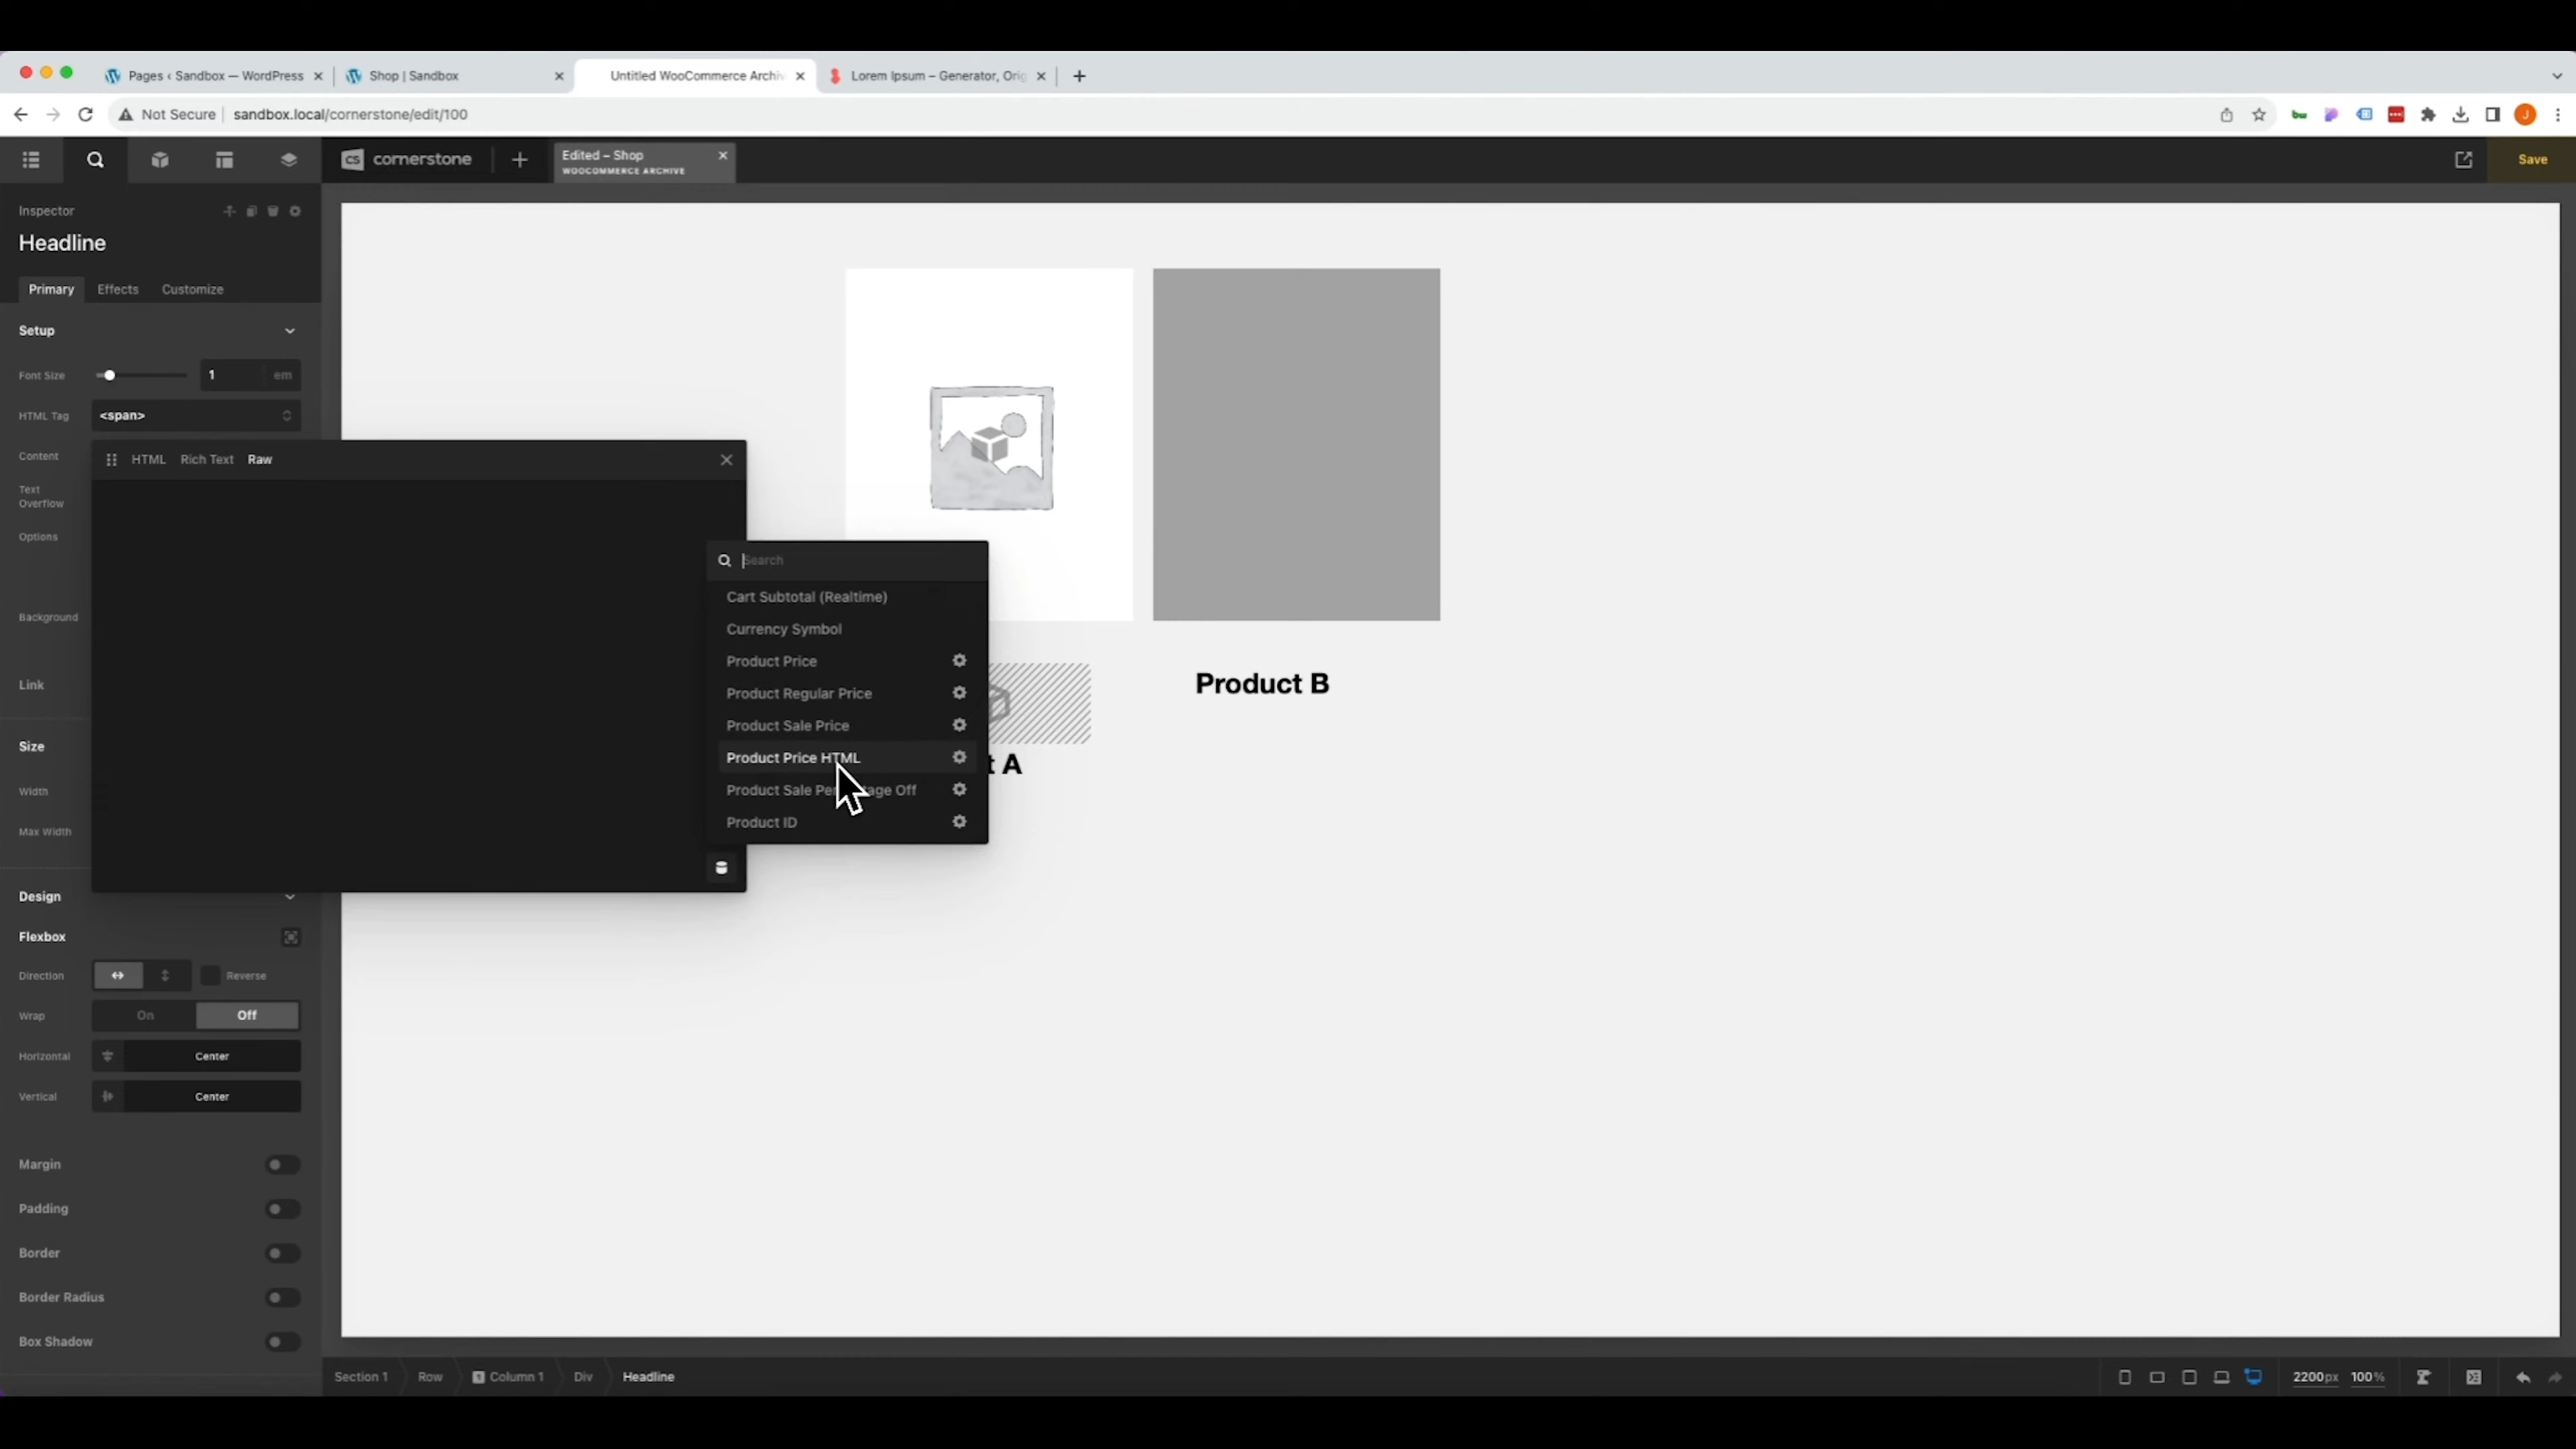 Pages ‹ Sandbox — WordPress
Shop | Sandbox
Untitled WooCommerce Archiv
Lorem Ipsum – Generator, Orig
Not Secure
sandbox.local/cornerstone/edit/100
J
cs cornerstone
Edited – Shop
WOOCOMMERCE ARCHIVE
Save
Inspector
Headline
Primary
Effects
Customize
Setup
Font Size
1
em
HTML Tag
<span>
Content
HTML
Rich Text
Raw
Text
Overflow
Options
Background
Link
Size
Width
Max Width
Search
Cart Subtotal (Realtime)
Currency Symbol
Product Price
Product Regular Price
Product Sale Price
Product Price HTML
Product Sale Per age Off
Product ID
Product B
t A
Design
Flexbox
Direction
Reverse
Wrap
On
Off
Horizontal
Center
Vertical
Center
Margin
Padding
Border
Border Radius
Box Shadow
Section 1
Row
Column 1
Div
Headline
2200px
100%